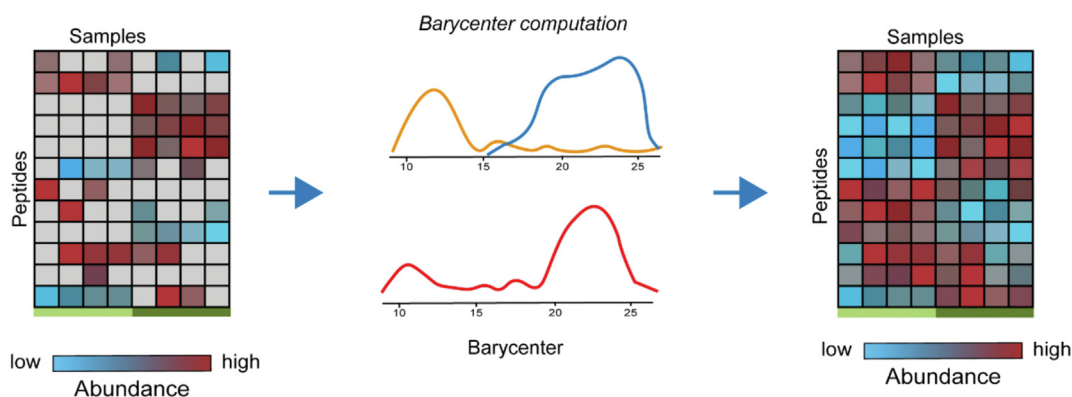 Samples
Peptides
low
high
Abundance
Barycenter computation
10
15
20
25
10
15
20
25
Barycenter
Samples
Peptides
low
high
Abundance